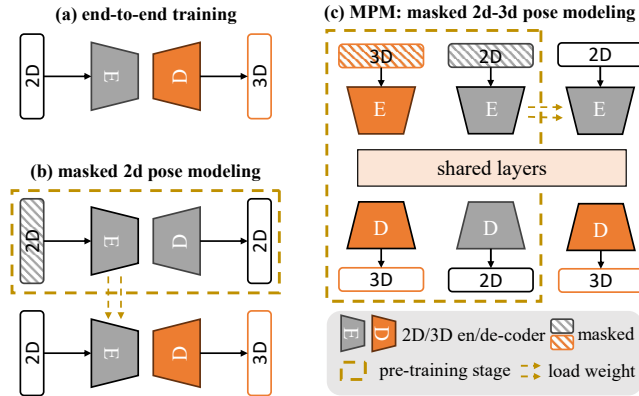 (a) end-to-end training
2D
E
D
3D
(b) masked 2d pose modeling
2D
E
D
2D
2D
E
D
3D
(c) MPM: masked 2d-3d pose modeling
3D
2D
2D
E
E
E
shared layers
D
D
D
3D
2D
3D
E
D
2D/3D en/de-coder
masked
pre-training stage
load weight